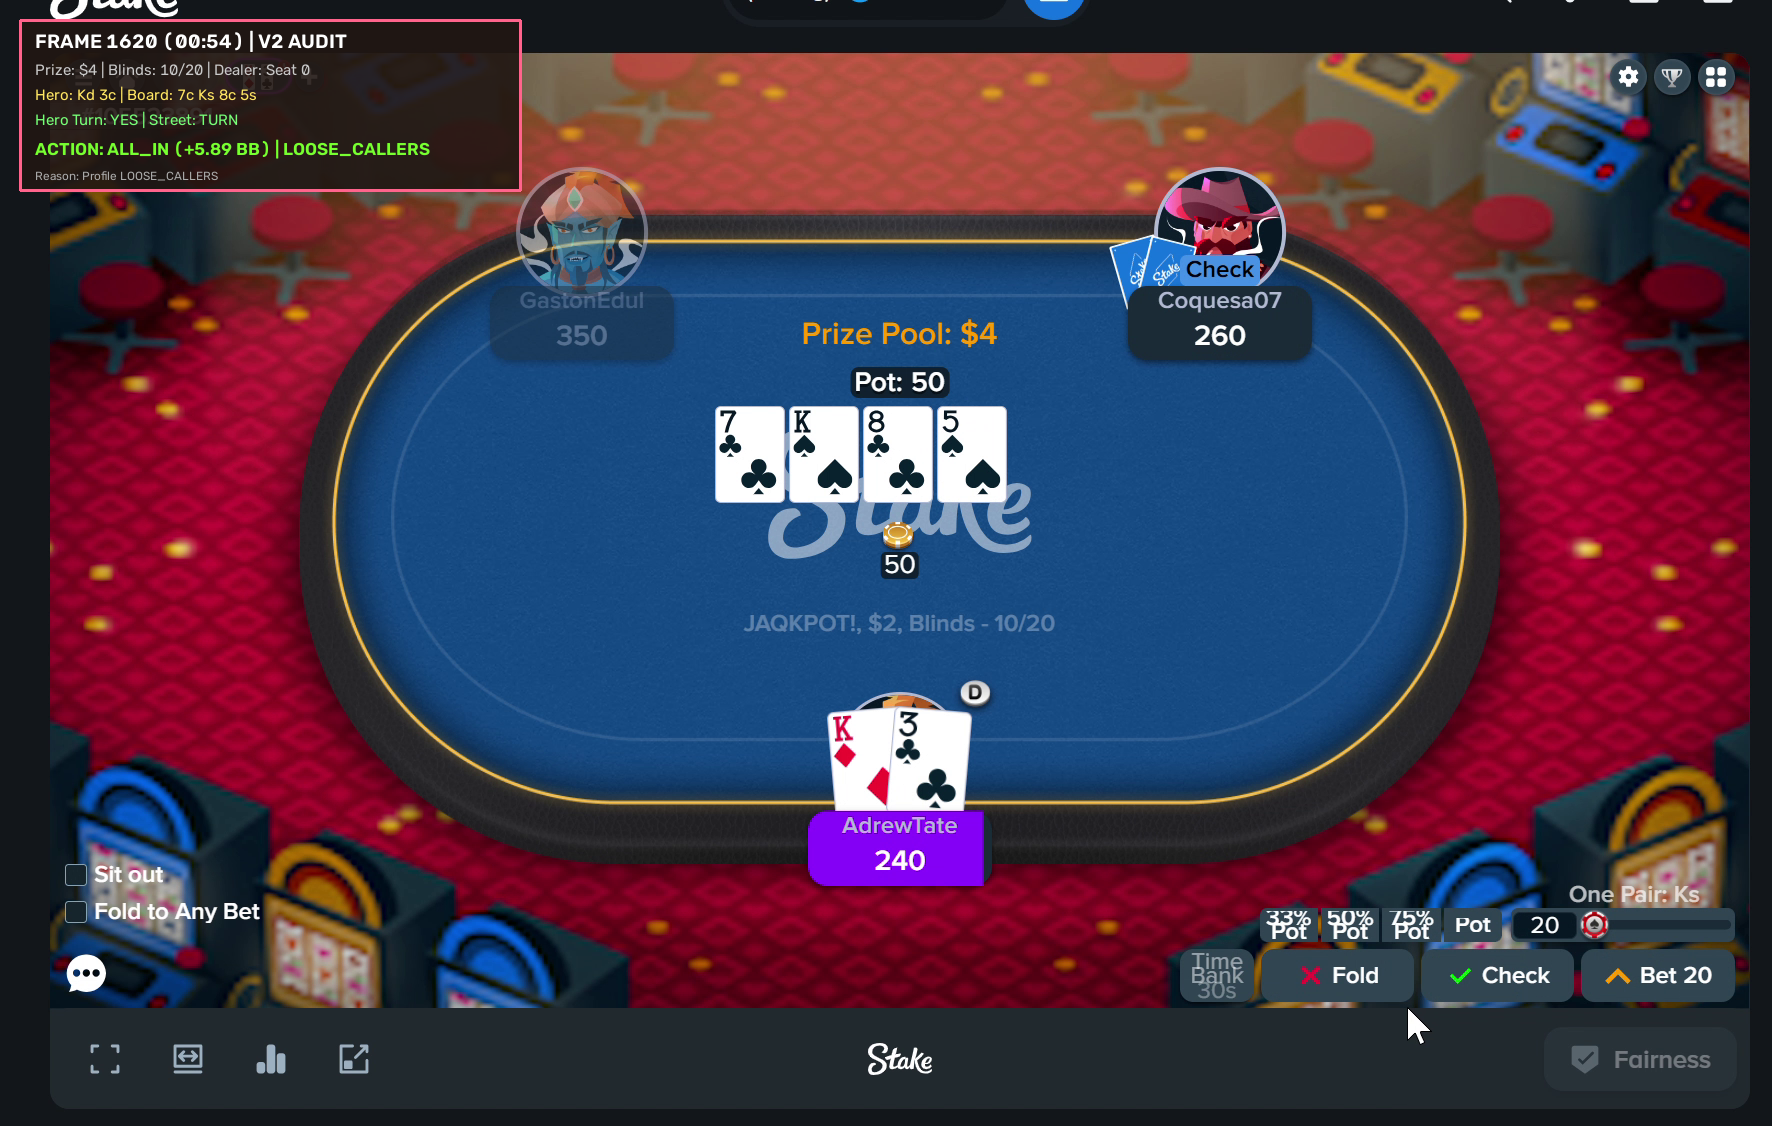 Stake
FRAME 1620 (00:54) | V2 AUDIT
Prize: $4 | Blinds: 10/20 | Dealer: Seat 0
Hero: Kd 3c | Board: 7c Ks 8c 5s
Hero Turn: YES | Street: TURN
ACTION: ALL_IN (+5.89 BB) | LOOSE_CALLERS
Reason: Profile LOOSE_CALLERS
GastonEdul
350
Stake
Stake
Check
Coquesa07
260
Prize Pool: $4
Pot: 50
7 K 8 5
Stake
50
JAQKPOT!, $2, Blinds - 10/20
D
K 3
AdrewTate
240
Sit out
Fold to Any Bet
One Pair: Ks
33% Pot 50% Pot 75% Pot Pot 20
Time Bank 30s
Fold Check Bet 20
Stake
Fairness